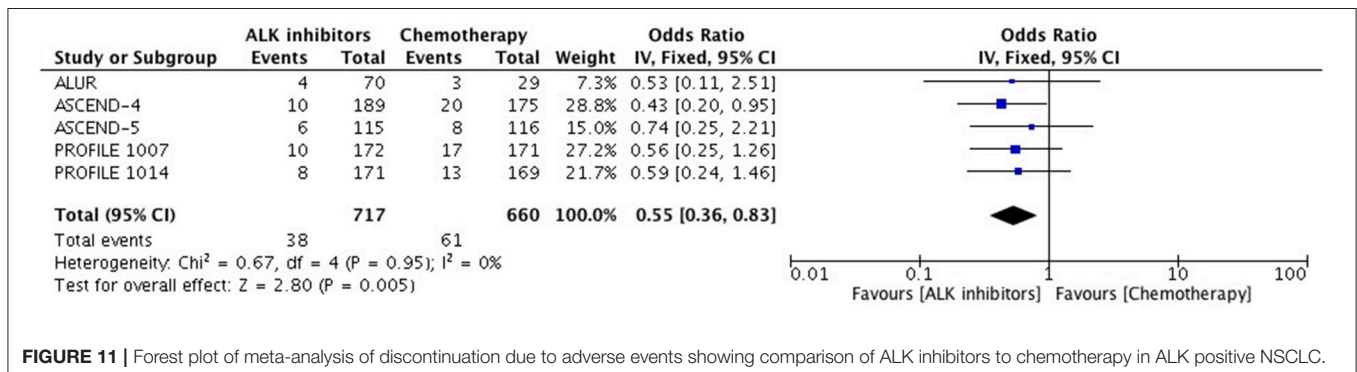 ALK inhibitors Chemotherapy Odds Ratio Odds Ratio
Study or Subgroup Events Total Events Total Weight IV, Fixed, 95% CI IV, Fixed, 95% CI
ALUR 4 70 3 29 7.3% 0.53 [0.11, 2.51]
ASCEND-4 10 189 20 175 28.8% 0.43 [0.20, 0.95]
ASCEND-5 6 115 8 116 15.0% 0.74 [0.25, 2.21]
PROFILE 1007 10 172 17 171 27.2% 0.56 [0.25, 1.26]
PROFILE 1014 8 171 13 169 21.7% 0.59 [0.24, 1.46]
Total (95% CI) 717 660 100.0% 0.55 [0.36, 0.83]
Total events 38 61
Heterogeneity: Chi² = 0.67, df = 4 (P = 0.95); I² = 0%
Test for overall effect: Z = 2.80 (P = 0.005)
0.01 0.1 1 10 100
Favours [ALK inhibitors] Favours [Chemotherapy]
FIGURE 11 | Forest plot of meta-analysis of discontinuation due to adverse events showing comparison of ALK inhibitors to chemotherapy in ALK positive NSCLC.